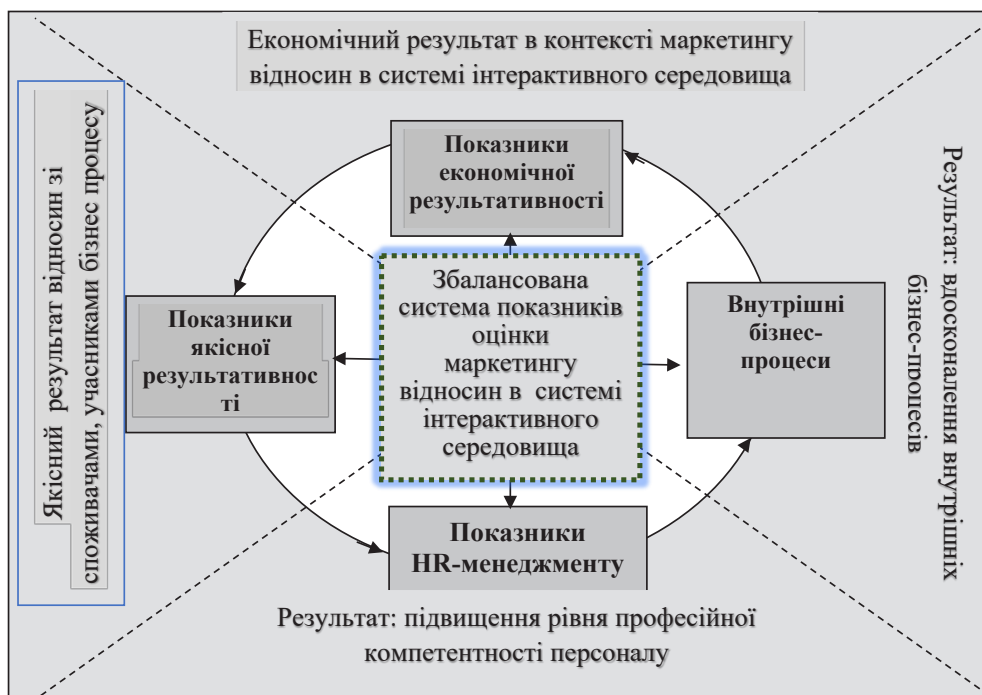 Економічний результат в контексті маркетингу
відносин в системі інтерактивного середовища
Якісний результат відносин зі
споживачами, учасниками бізнес процесу
Показники
економічної
результативності
Показники
якісної
результативнос
ті
Збалансована
система показників
оцінки
маркетингу
відносин в системі
інтерактивного
середовища
Внутрішні
бізнес-
процеси
Результат: вдосконалення внутрішніх
бізнес-процесів
Показники
HR-менеджменту
Результат: підвищення рівня професійної
компетентності персоналу